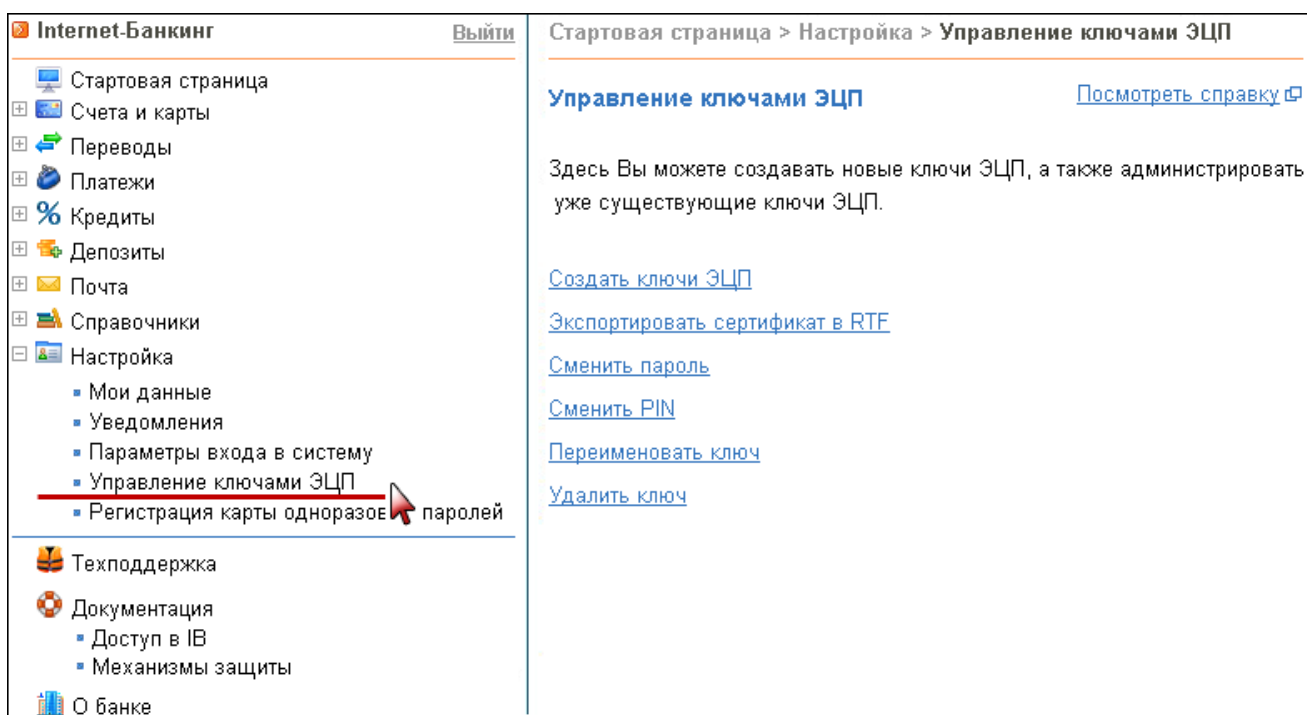 Internet-Банкинг
Выйти
Стартовая страница
Счета и карты
Переводы
Платежи
Кредиты
Депозиты
Почта
Справочники
Настройка
Мои данные
Уведомления
Параметры входа в систему
Управление ключами ЭЦП
Регистрация карты одноразов паролей
Техподдержка
Документация
Доступ в IB
Механизмы защиты
О банке
Стартовая страница > Настройка > Управление ключами ЭЦП
Управление ключами ЭЦП
Посмотреть справку
Здесь Вы можете создавать новые ключи ЭЦП, а также администрировать
уже существующие ключи ЭЦП.
Создать ключи ЭЦП
Экспортировать сертификат в RTF
Сменить пароль
Сменить PIN
Переименовать ключ
Удалить ключ